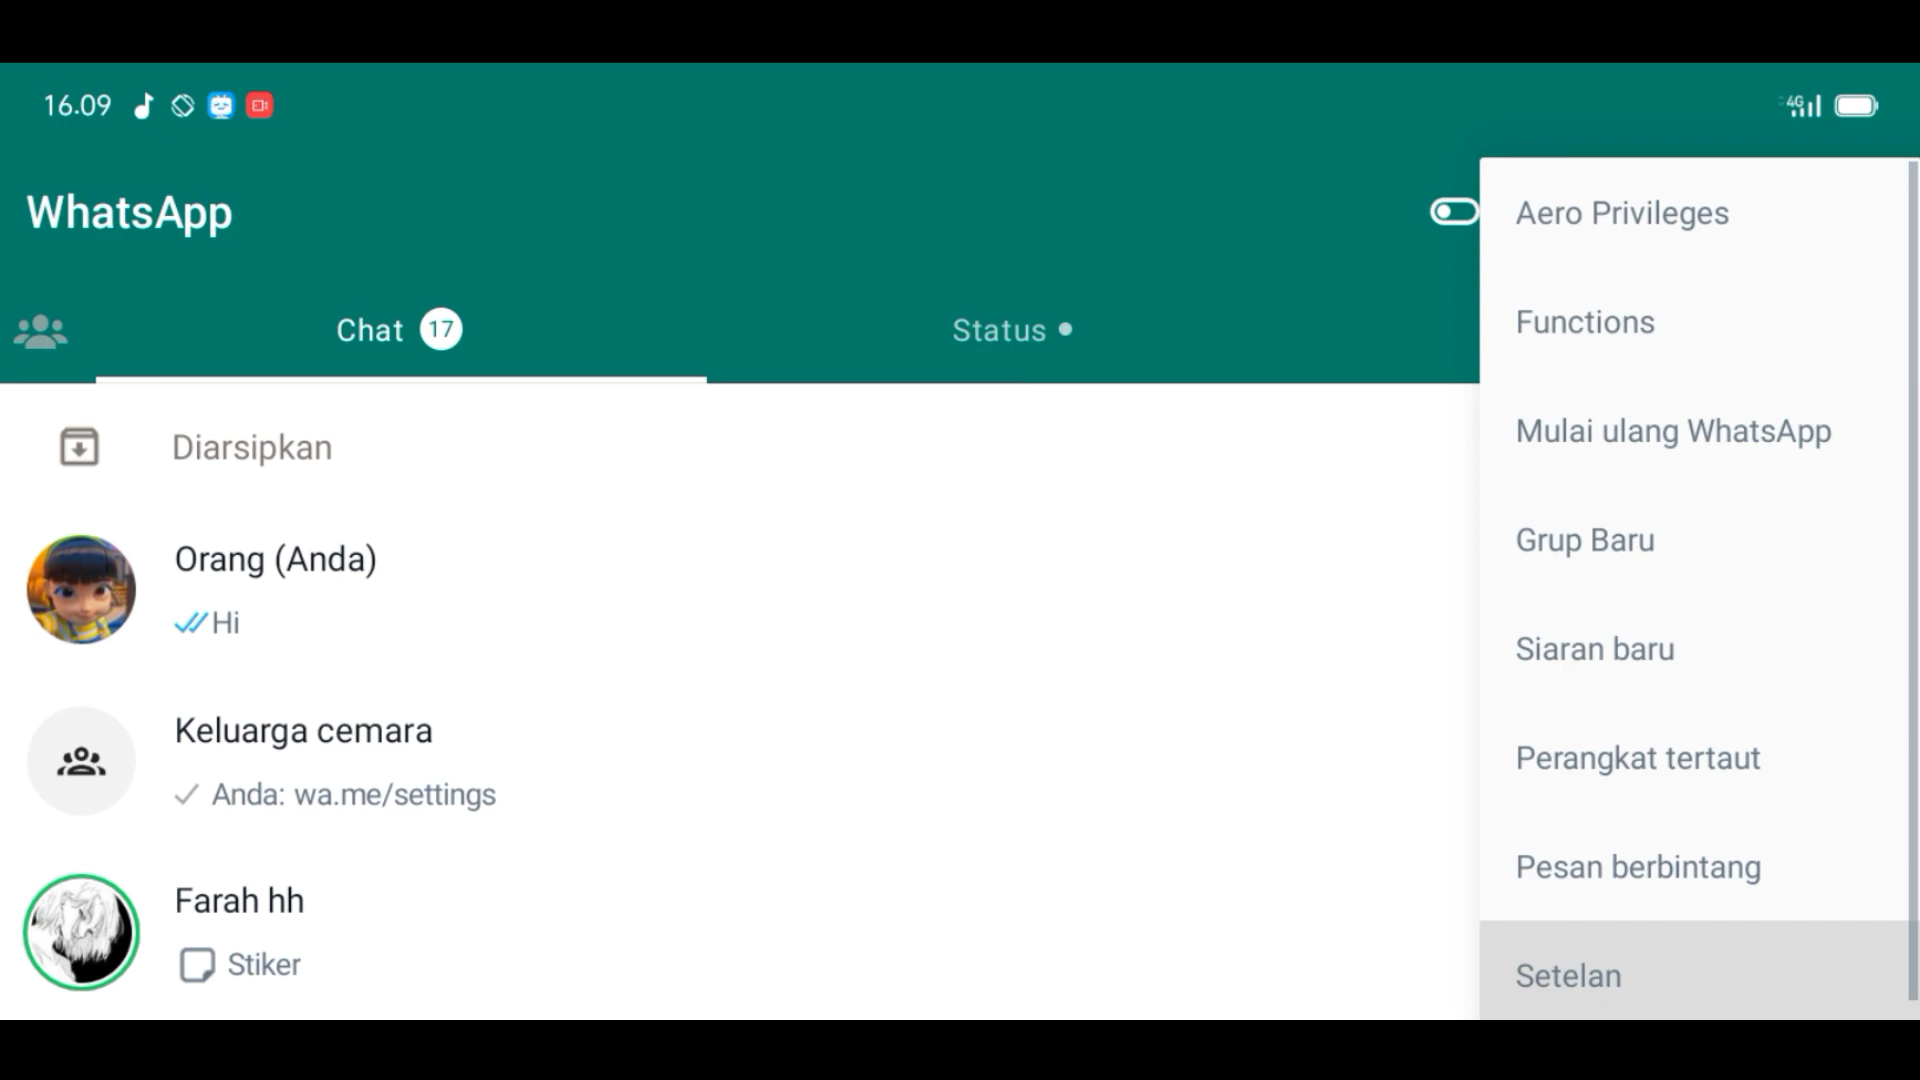 16.09
4G
WhatsApp
Chat 17
Status
Diarsipkan
Orang (Anda)
Hi
Keluarga cemara
Anda: wa.me/settings
Farah hh
Stiker
Aero Privileges
Functions
Mulai ulang WhatsApp
Grup Baru
Siaran baru
Perangkat tertaut
Pesan berbintang
Setelan